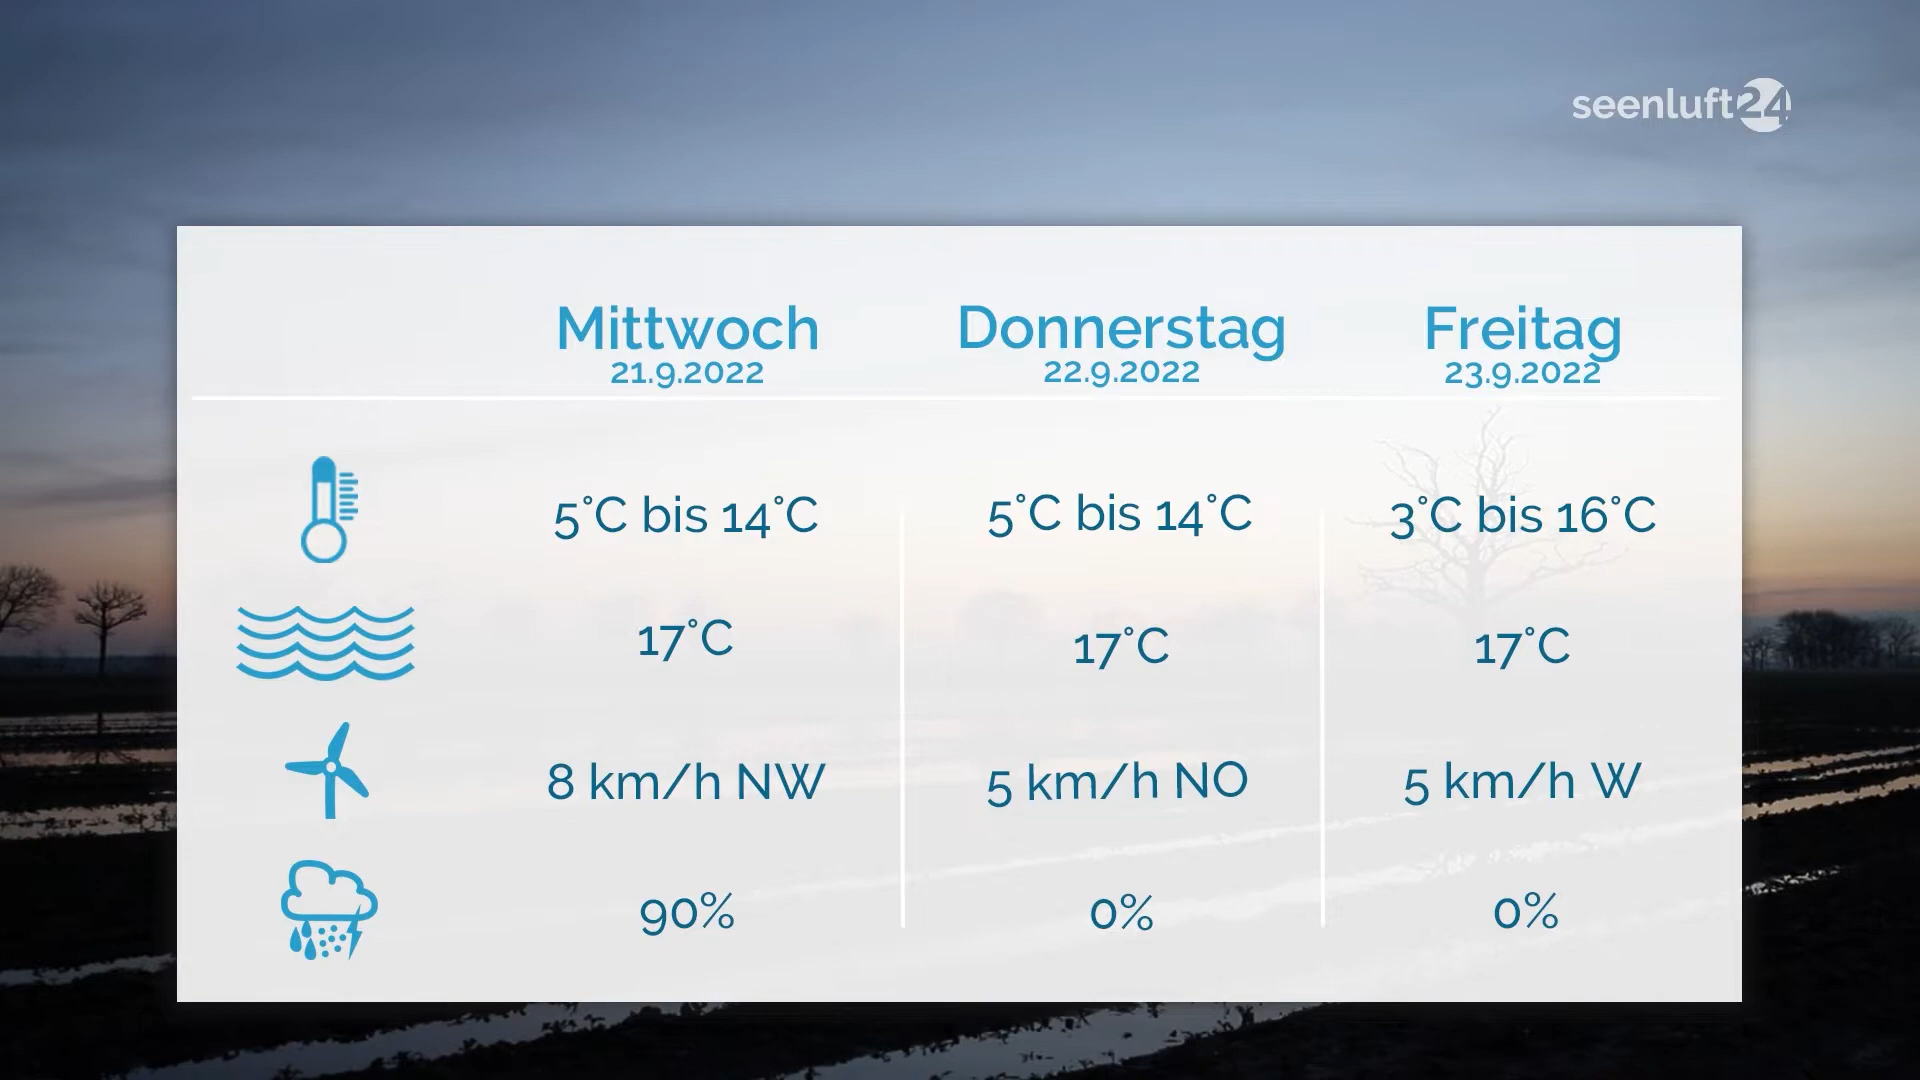 seenluft24
Mittwoch Donnerstag Freitag
21.9.2022 22.9.2022 23.9.2022
5°C bis 14°C 5°C bis 14°C 3°C bis 16°C
17°C 17°C 17°C
8 km/h NW 5 km/h NO 5 km/h W
90% 0% 0%